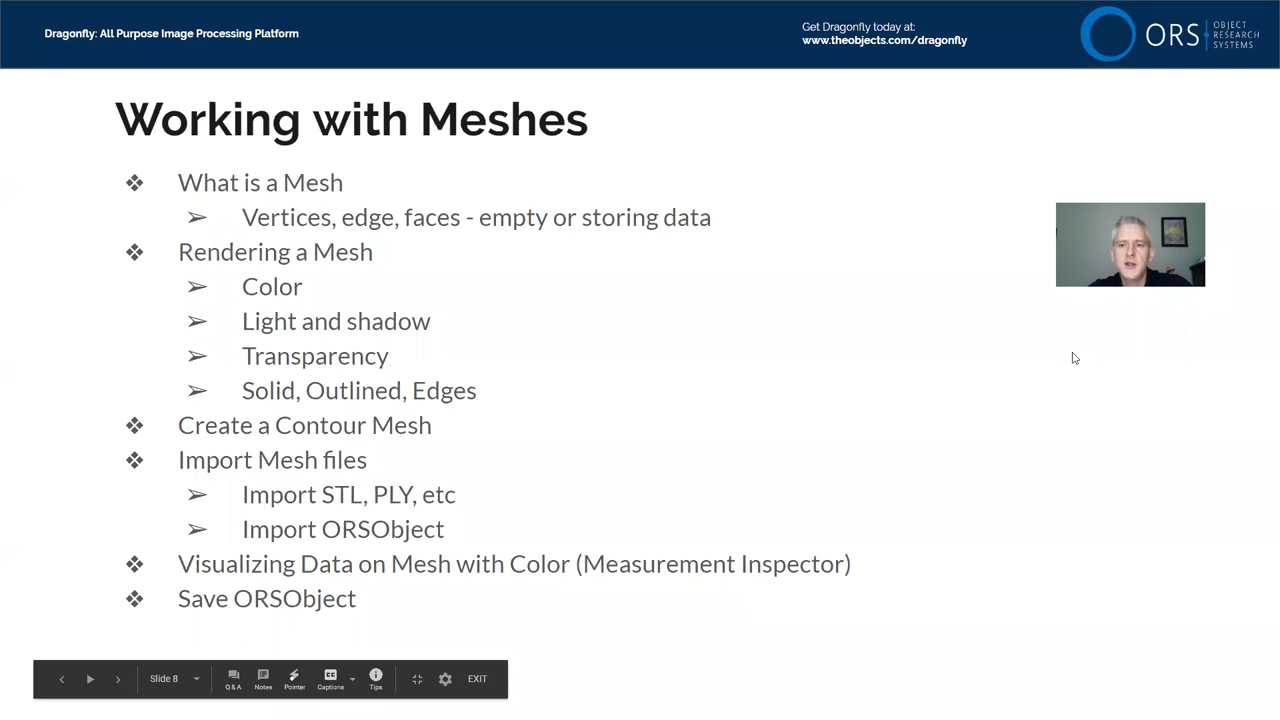 Dragonfly: All Purpose Image Processing Platform
Get Dragonfly today at:
www.theobjects.com/dragonfly
ORS
OBJECT
RESEARCH
SYSTEMS
Working with Meshes
❖ What is a Mesh
➢ Vertices, edge, faces - empty or storing data
❖ Rendering a Mesh
➢ Color
➢ Light and shadow
➢ Transparency
➢ Solid, Outlined, Edges
❖ Create a Contour Mesh
❖ Import Mesh files
➢ Import STL, PLY, etc
➢ Import ORSObject
❖ Visualizing Data on Mesh with Color (Measurement Inspector)
❖ Save ORSObject
Slide 8
Q & A
Notes
Pointer
CC
Captions
Tips
EXIT